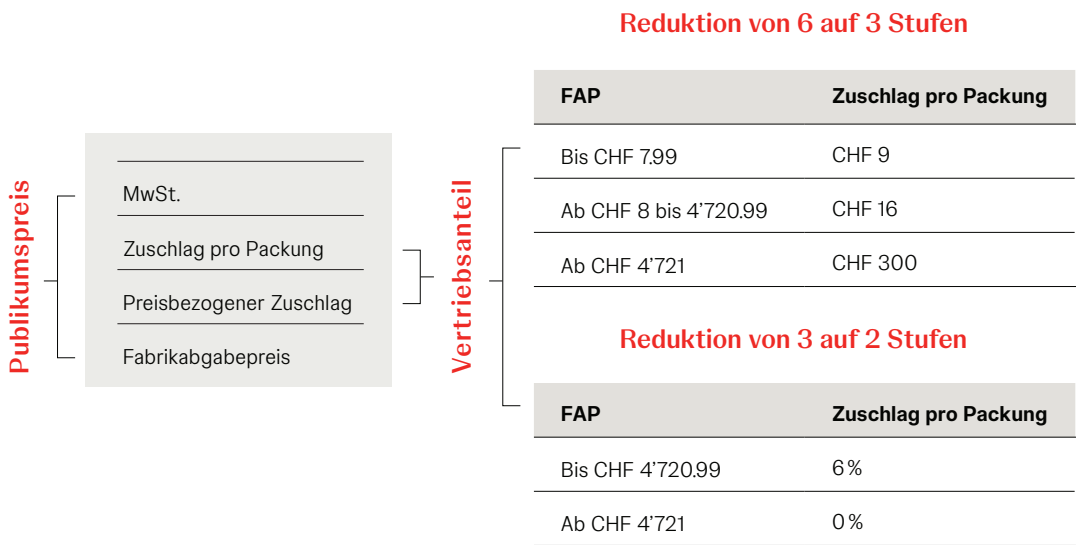 Reduktion von 6 auf 3 Stufen
FAP Zuschlag pro Packung
Bis CHF 7.99 CHF 9
Ab CHF 8 bis 4’720.99 CHF 16
Ab CHF 4’721 CHF 300
Publikumspreis
MwSt.
Zuschlag pro Packung
Preisbezogener Zuschlag
Fabrikabgabepreis
Vertriebsanteil
Reduktion von 3 auf 2 Stufen
FAP Zuschlag pro Packung
Bis CHF 4’720.99 6 %
Ab CHF 4’721 0 %